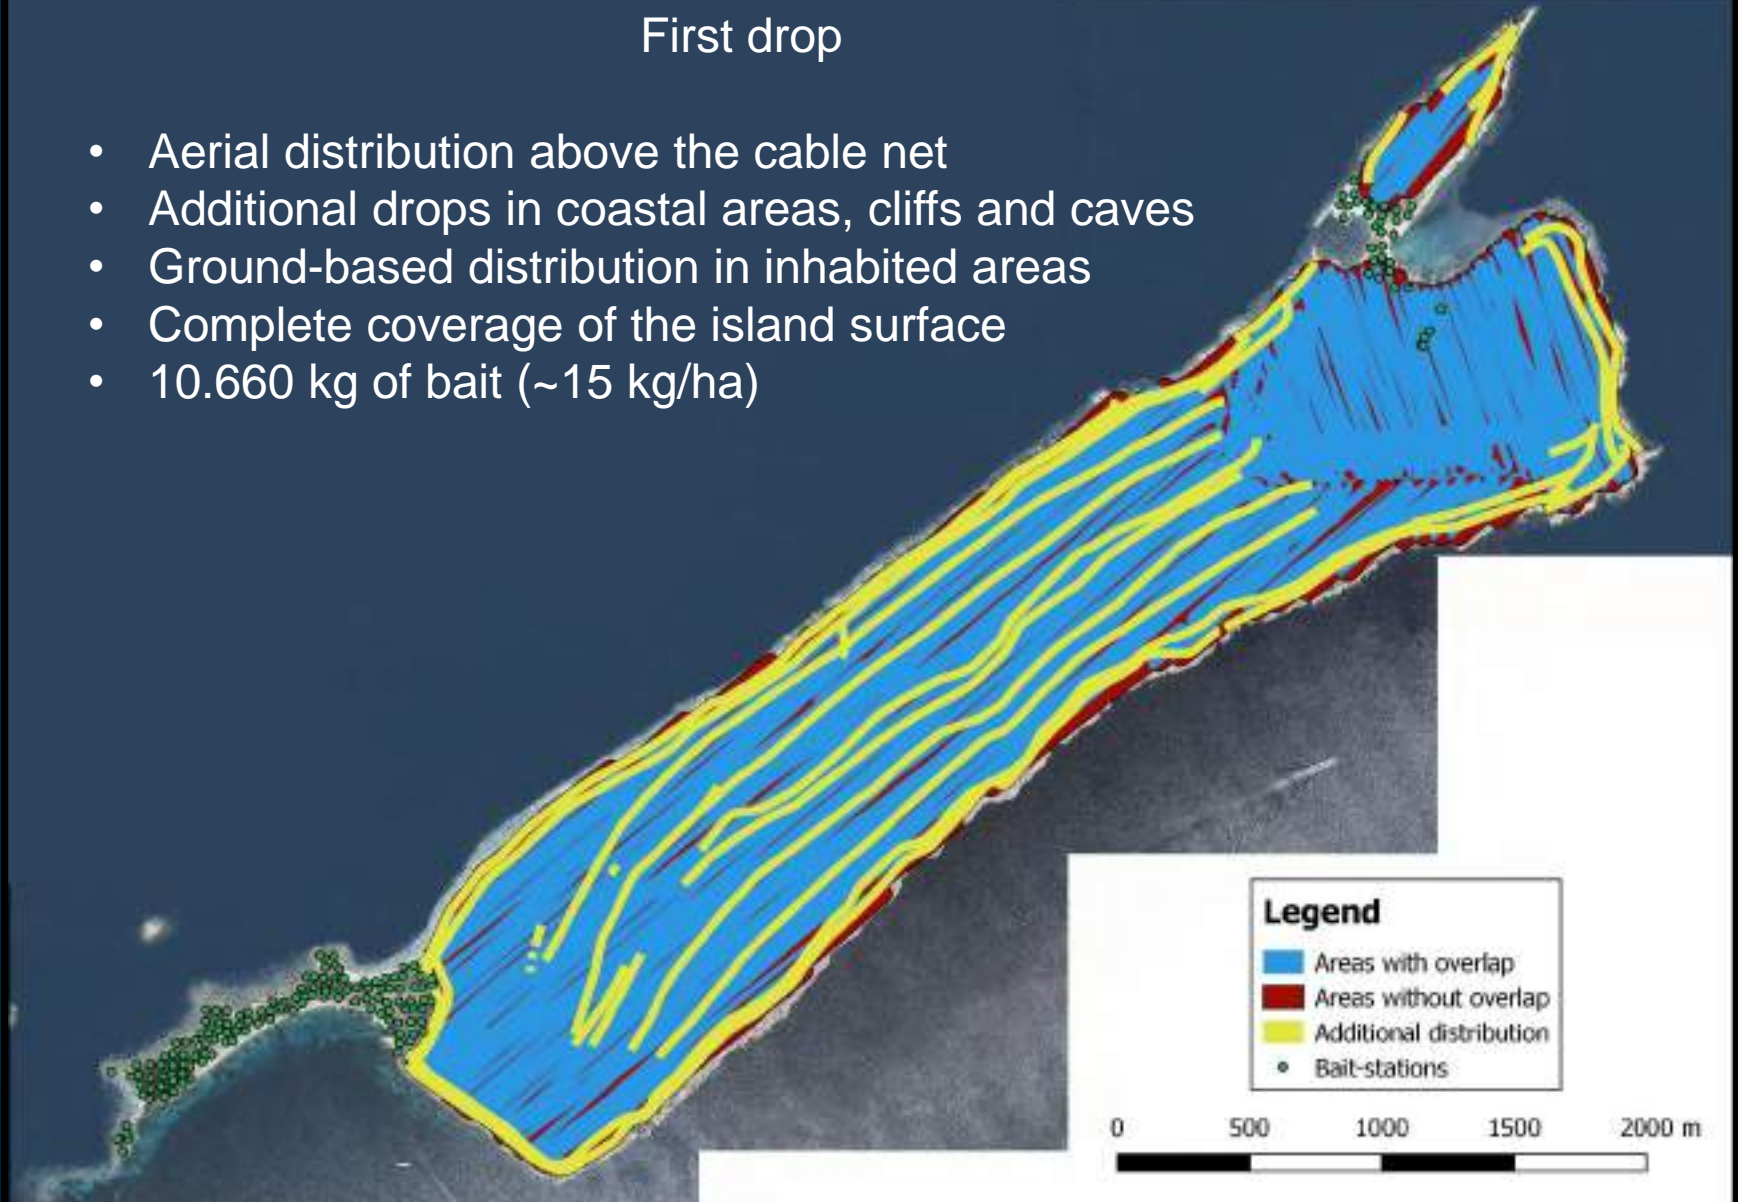 First drop
• Aerial distribution above the cable net
• Additional drops in coastal areas, cliffs and caves
• Ground-based distribution in inhabited areas
• Complete coverage of the island surface
• 10.660 kg of bait (~15 kg/ha)
Legend
Areas with overlap
Areas without overlap
Additional distribution
Bait-stations
0 500 1000 1500 2000 m